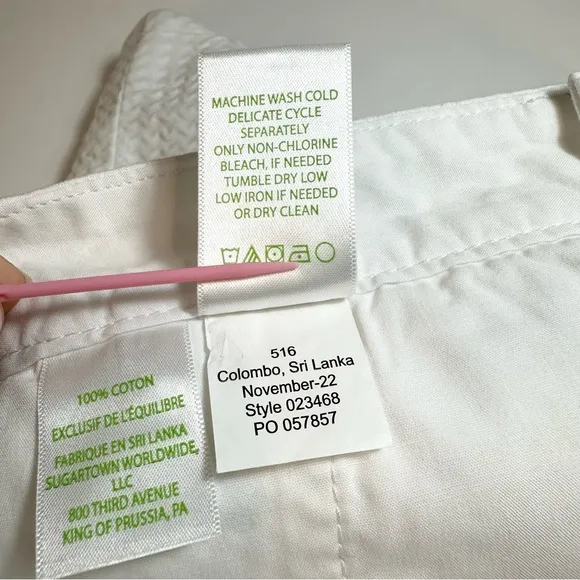 MACHINE WASH COLD
DELICATE CYCLE
SEPARATELY
ONLY NON-CHLORINE
BLEACH, IF NEEDED
TUMBLE DRY LOW
LOW IRON IF NEEDED
OR DRY CLEAN
516
Colombo, Sri Lanka
November-22
Style 023468
PO 057857
100% COTON
EXCLUSIF DE L'ÉQUILIBRE
FABRIQUE EN SRI LANKA
SUGARTOWN WORLDWIDE,
LLC
800 THIRD AVENUE
KING OF PRUSSIA, PA